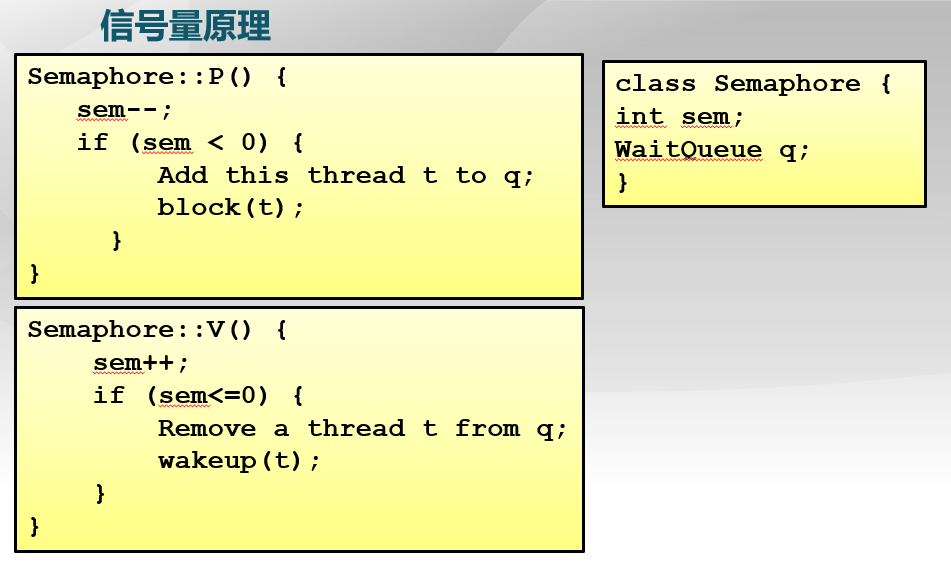 信号量原理
Semaphore::P() {
sem--;
if (sem < 0) {
Add this thread t to q;
block(t);
}
}
class Semaphore {
int sem;
WaitQueue q;
}
Semaphore::V() {
sem++;
if (sem<=0) {
Remove a thread t from q;
wakeup(t);
}
}